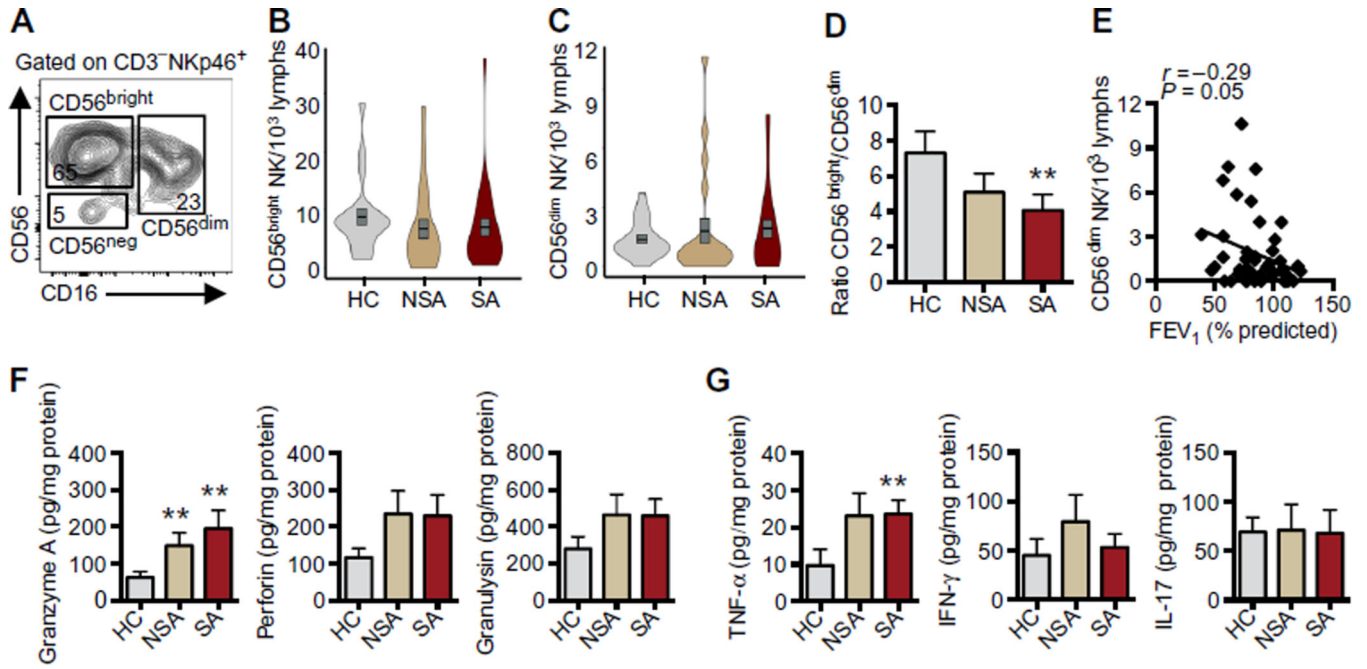 A
Gated on CD3⁻NKp46⁺
CD56bright
65
5
23
CD56neg
CD56dim
CD56
CD16
B
CD56bright NK/10³ lymphs
40
30
20
10
0
HC NSA SA
C
CD56dim NK/10³ lymphs
12
9
6
3
0
HC NSA SA
D
Ratio CD56bright/CD56dim
10
8
6
4
2
0
**
HC NSA SA
E
r = –0.29
P = 0.05
CD56dim NK/10³ lymphs
12
9
6
3
0
0 50 100 150
FEV₁ (% predicted)
F
Granzyme A (pg/mg protein)
400
300
200
100
0
** **
HC NSA SA
Perforin (pg/mg protein)
400
300
200
100
0
HC NSA SA
Granulysin (pg/mg protein)
800
600
400
200
0
HC NSA SA
G
TNF-α (pg/mg protein)
40
30
20
10
0
**
HC NSA SA
IFN-γ (pg/mg protein)
150
100
50
0
HC NSA SA
IL-17 (pg/mg protein)
150
100
50
0
HC NSA SA